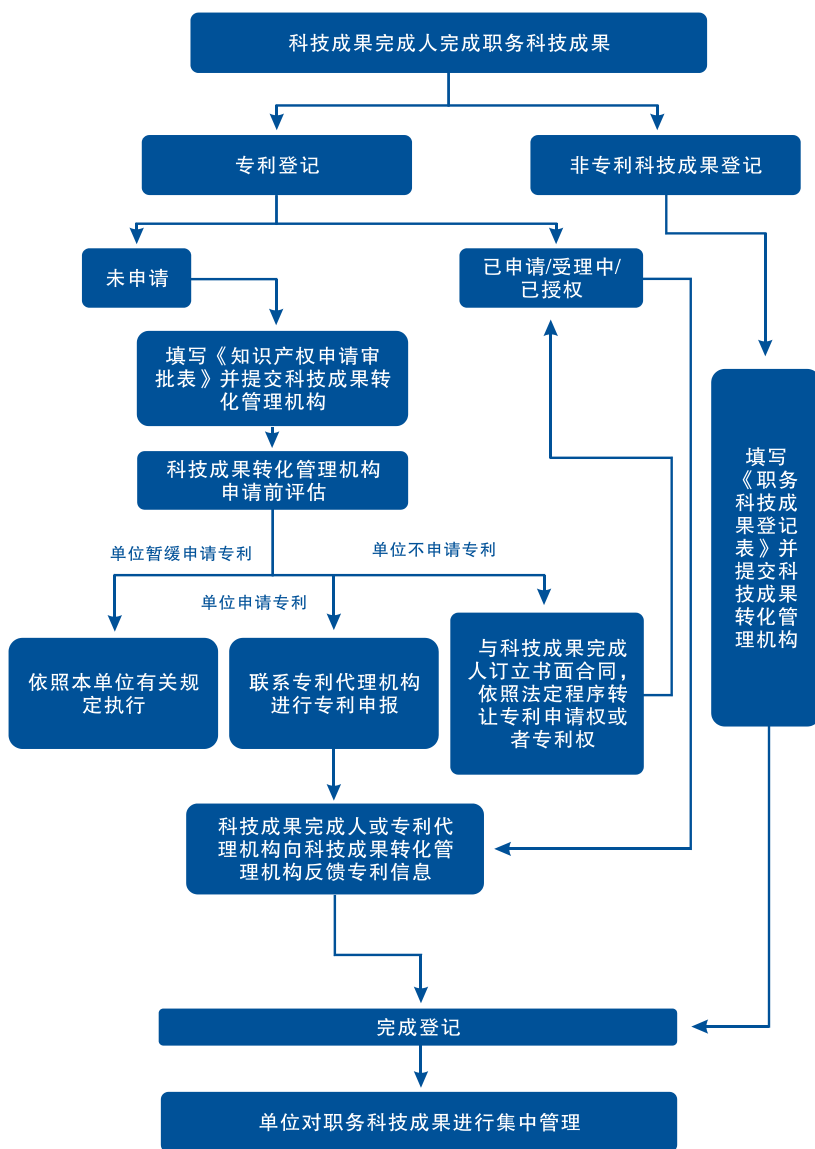 科技成果完成人完成职务科技成果
专利登记
非专利科技成果登记
未申请
已申请/受理中/
已授权
填写《知识产权申请审
批表》并提交科技成果转
化管理机构
科技成果转化管理机构
申请前评估
填写
《职务
科技成
果登记
表》并
提交科
技成果
转化管
理机构
单位暂缓申请专利
单位不申请专利
单位申请专利
依照本单位有关规
定执行
联系专利代理机构
进行专利申报
与科技成果完成
人订立书面合同，
依照法定程序转
让专利申请权或
者专利权
科技成果完成人或专利代
理机构向科技成果转化管
理机构反馈专利信息
完成登记
单位对职务科技成果进行集中管理